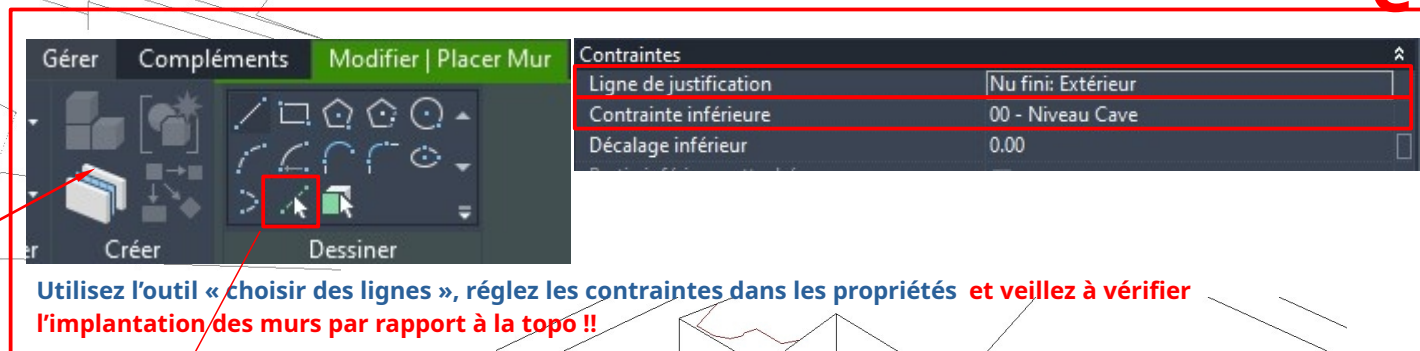 Gérer Compléments Modifier | Placer Mur
Contraintes
Ligne de justification Nu fini: Extérieur
Contrainte inférieure 00 - Niveau Cave
Décalage inférieur 0.00
Créer Dessiner
Utilisez l’outil « choisir des lignes », réglez les contraintes dans les propriétés et veillez à vérifier
l’implantation des murs par rapport à la topo !!